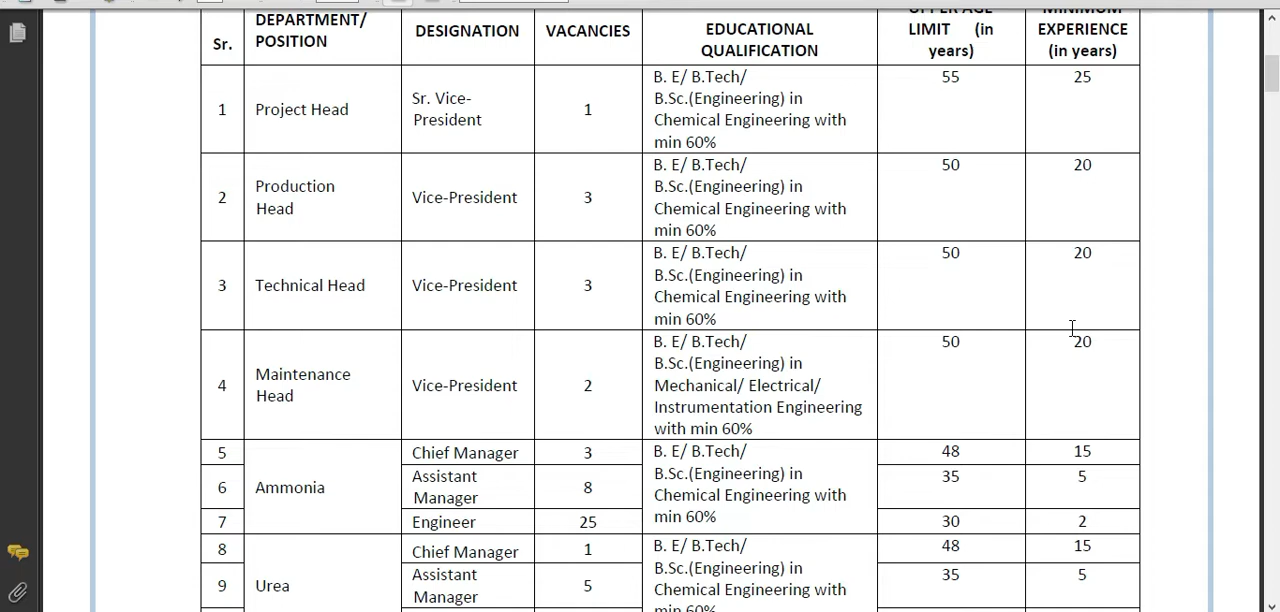 Sr.
DEPARTMENT/
POSITION
DESIGNATION
VACANCIES
EDUCATIONAL
QUALIFICATION
UPPER AGE
LIMIT (in
years)
MINIMUM
EXPERIENCE
(in years)
1
Project Head
Sr. Vice-
President
1
B. E/ B.Tech/
B.Sc.(Engineering) in
Chemical Engineering with
min 60%
55
25
2
Production
Head
Vice-President
3
B. E/ B.Tech/
B.Sc.(Engineering) in
Chemical Engineering with
min 60%
50
20
3
Technical Head
Vice-President
3
B. E/ B.Tech/
B.Sc.(Engineering) in
Chemical Engineering with
min 60%
50
20
4
Maintenance
Head
Vice-President
2
B. E/ B.Tech/
B.Sc.(Engineering) in
Mechanical/ Electrical/
Instrumentation Engineering
with min 60%
50
20
5
Ammonia
Chief Manager
3
B. E/ B.Tech/
B.Sc.(Engineering) in
Chemical Engineering with
min 60%
48
15
6
Assistant
Manager
8
35
5
7
Engineer
25
30
2
8
Urea
Chief Manager
1
B. E/ B.Tech/
B.Sc.(Engineering) in
Chemical Engineering with
min 60%
48
15
9
Assistant
Manager
5
35
5